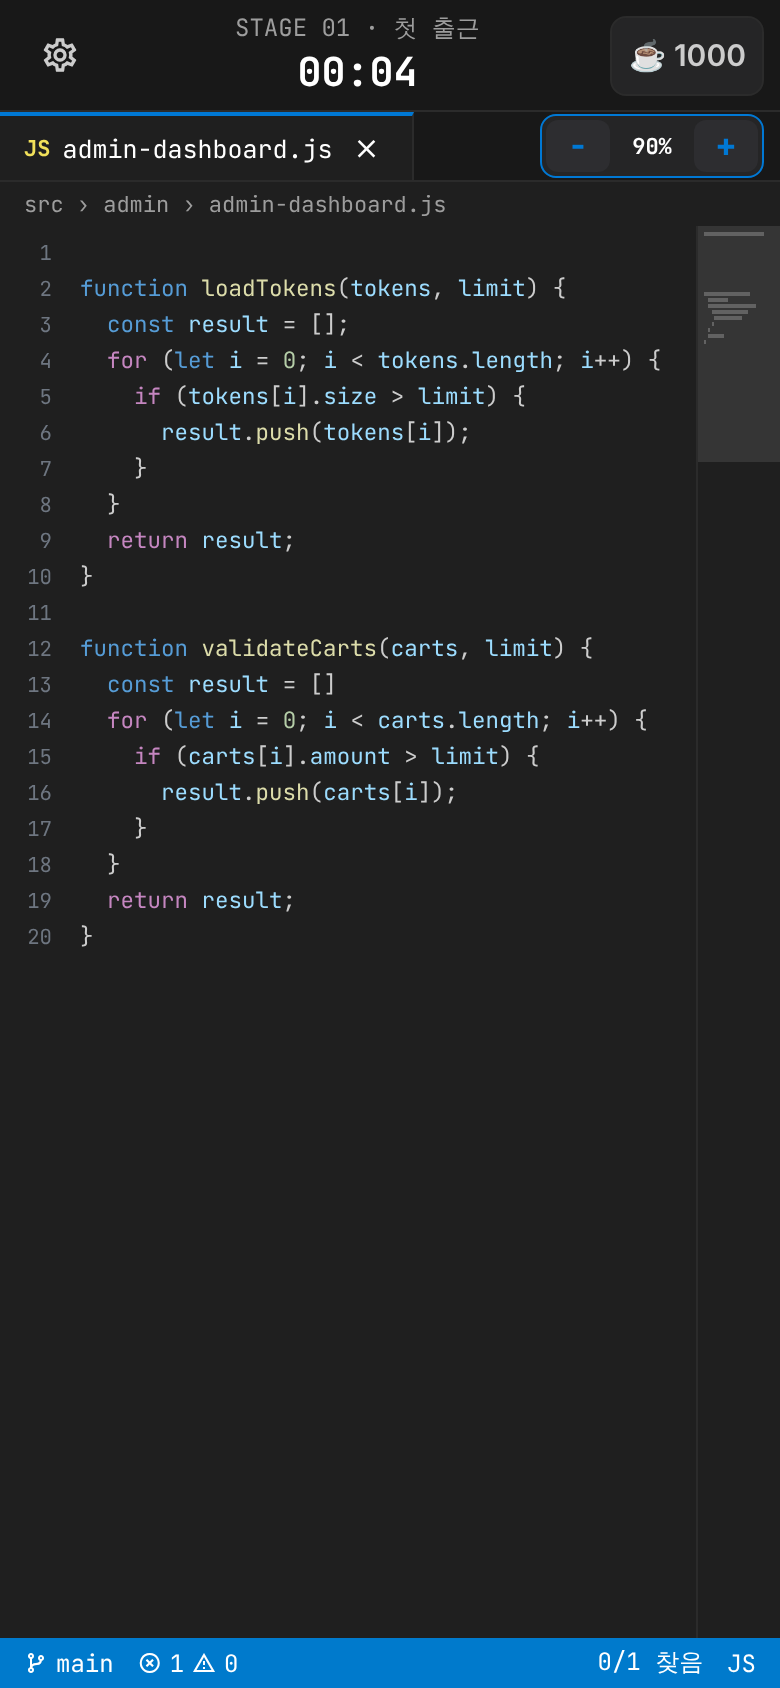 STAGE 01 · 첫 출근
00:04
☕ 1000
JS admin-dashboard.js ×
- 90% +
src › admin › admin-dashboard.js
1
2 function loadTokens(tokens, limit) {
3   const result = [];
4   for (let i = 0; i < tokens.length; i++) {
5     if (tokens[i].size > limit) {
6       result.push(tokens[i]);
7     }
8   }
9   return result;
10 }
11
12 function validateCarts(carts, limit) {
13   const result = []
14   for (let i = 0; i < carts.length; i++) {
15     if (carts[i].amount > limit) {
16       result.push(carts[i]);
17     }
18   }
19   return result;
20 }
main 1 0 0/1 찾음 JS